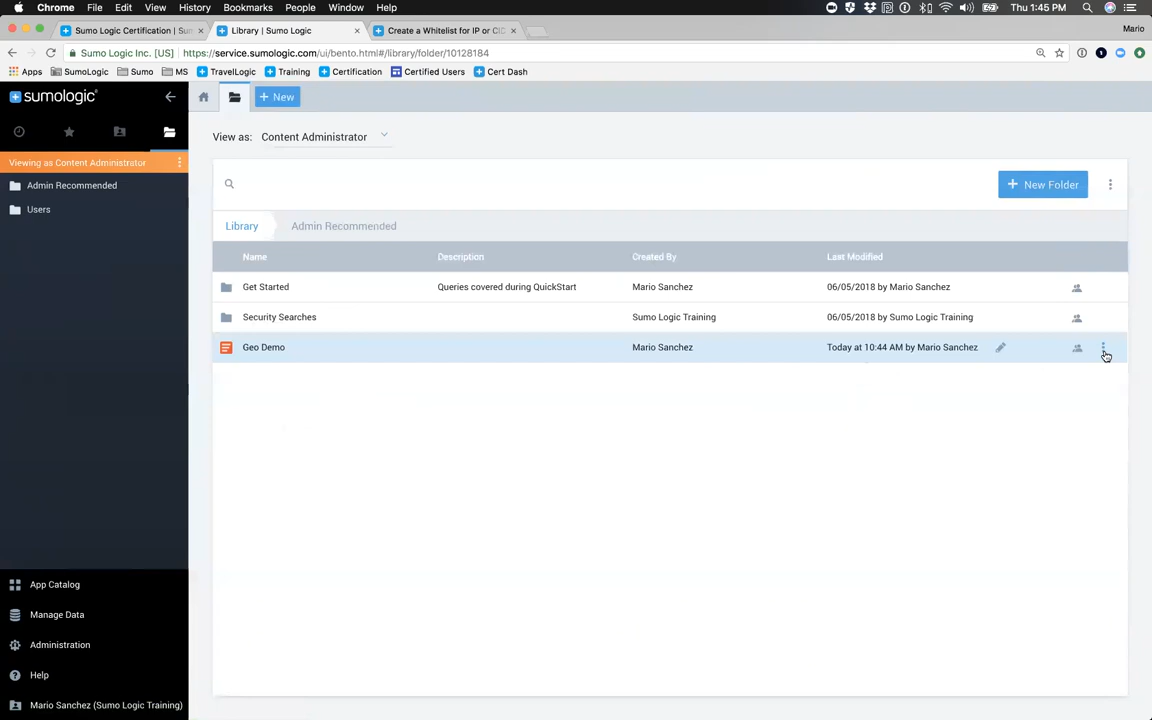 Chrome File Edit View History Bookmarks People Window Help Thu 1:45 PM
Sumo Logic Certification | Su Library | Sumo Logic Create a Whitelist for IP or CI Mario
Sumo Logic Inc. [US] https://service.sumologic.com/ui/bento.html#/library/folder/10128184
Apps SumoLogic Sumo MS TravelLogic Training Certification Certified Users Cert Dash
sumologic
+ New
View as: Content Administrator
Viewing as Content Administrator
Admin Recommended
Users
+ New Folder
Library Admin Recommended
Name Description Created By Last Modified
Get Started Queries covered during QuickStart Mario Sanchez 06/05/2018 by Mario Sanchez
Security Searches Sumo Logic Training 06/05/2018 by Sumo Logic Training
Geo Demo Mario Sanchez Today at 10:44 AM by Mario Sanchez
App Catalog
Manage Data
Administration
Help
Mario Sanchez (Sumo Logic Training)